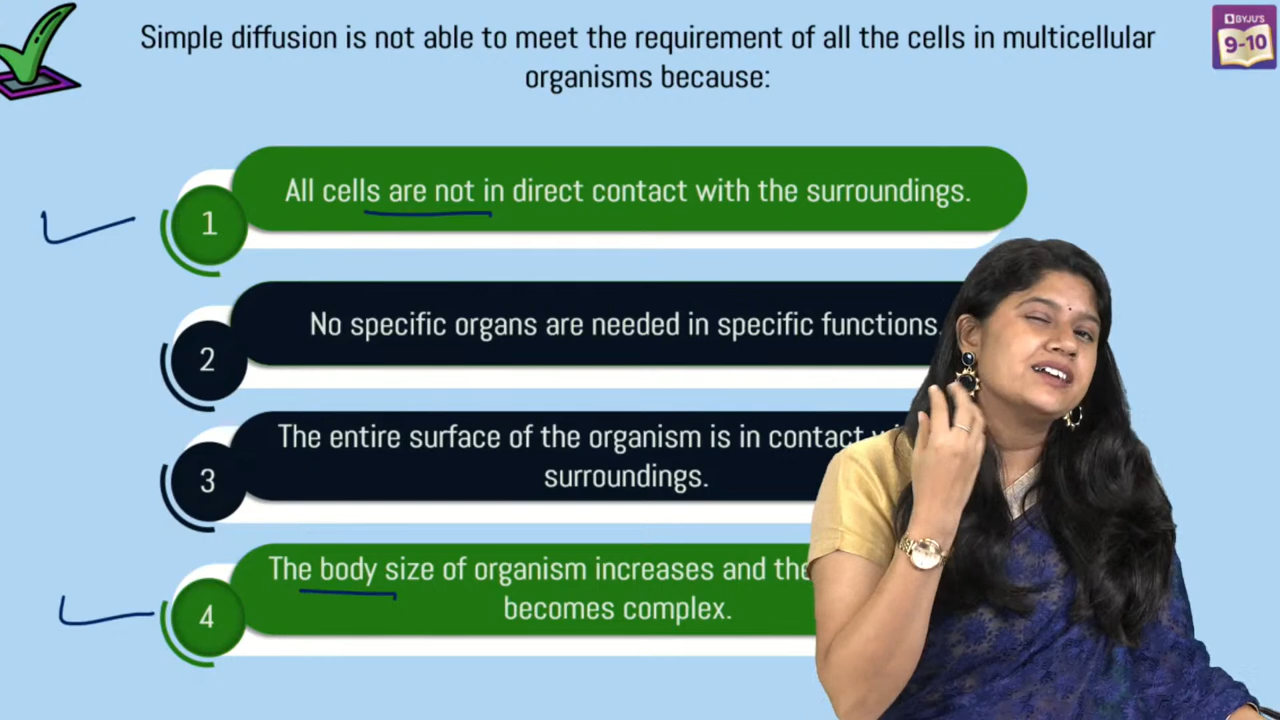 Simple diffusion is not able to meet the requirement of all the cells in multicellular
organisms because:
BYJU'S
9-10
1
All cells are not in direct contact with the surroundings.
2
No specific organs are needed in specific functions.
3
The entire surface of the organism is in contact
surroundings.
4
The body size of organism increases and the
becomes complex.